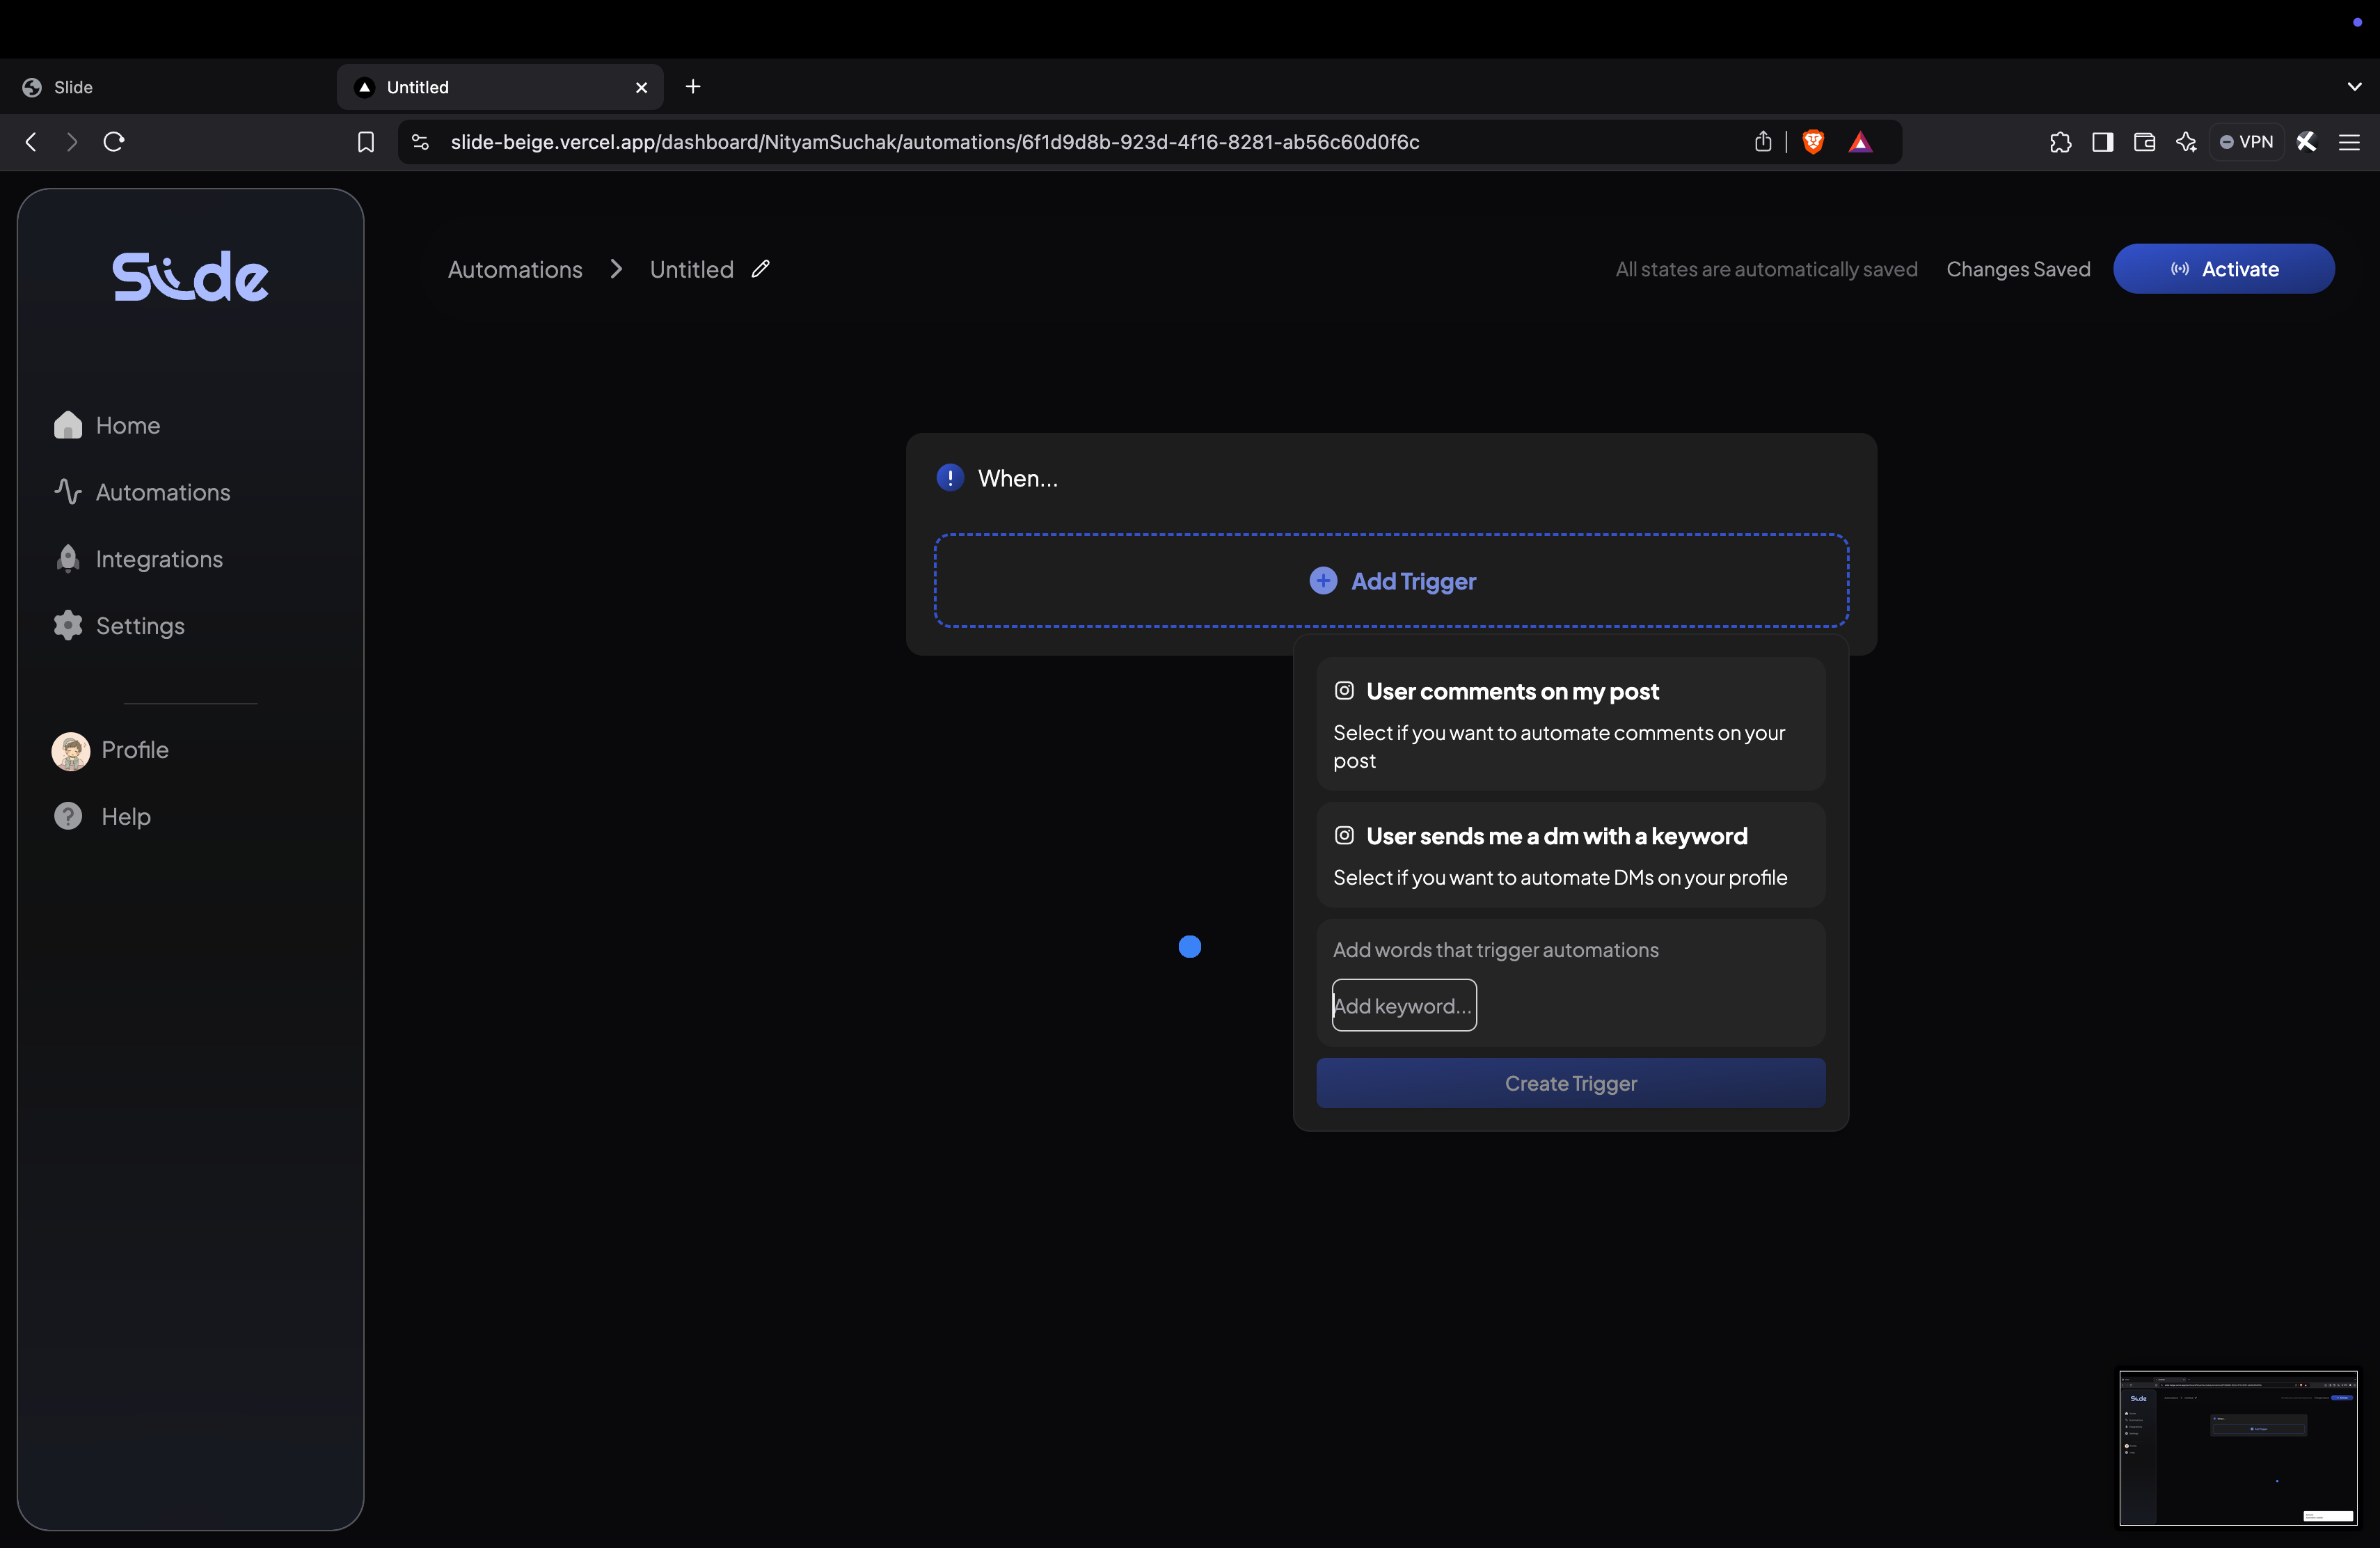 Slide
Untitled
slide-beige.vercel.app/dashboard/NityamSuchak/automations/6f1d9d8b-923d-4f16-8281-ab56c60d0f6c
VPN
Slide
Automations
Untitled
All states are automatically saved
Changes Saved
Activate
Home
Automations
Integrations
Settings
Profile
Help
When...
Add Trigger
User comments on my post
Select if you want to automate comments on your
post
User sends me a dm with a keyword
Select if you want to automate DMs on your profile
Add words that trigger automations
Add keyword...
Create Trigger
Slide